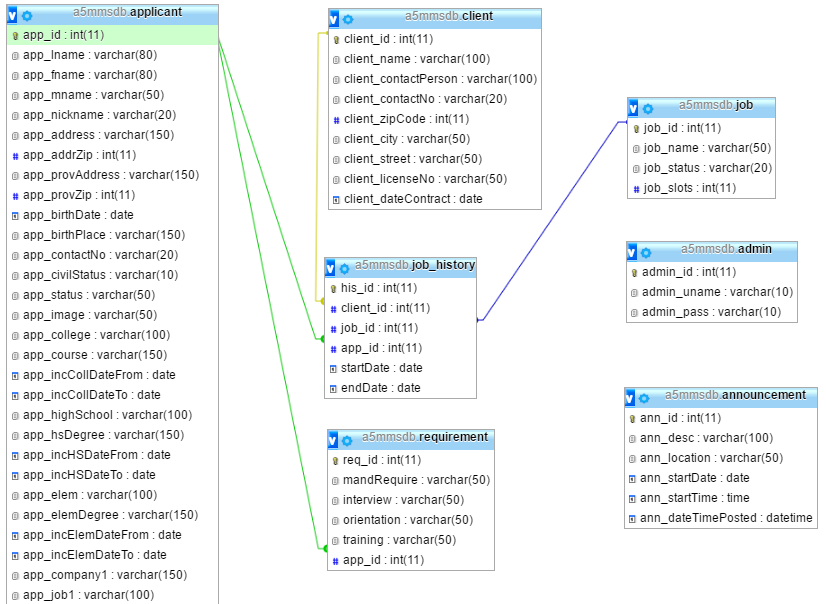 a5mmsdb.applicant
app_id : int(11)
app_lname : varchar(80)
app_fname : varchar(80)
app_mname : varchar(50)
app_nickname : varchar(20)
app_address : varchar(150)
app_addrZip : int(11)
app_provAddress : varchar(150)
app_provZip : int(11)
app_birthDate : date
app_birthPlace : varchar(150)
app_contactNo : varchar(20)
app_civilStatus : varchar(10)
app_status : varchar(50)
app_image : varchar(50)
app_college : varchar(100)
app_course : varchar(150)
app_incCollDateFrom : date
app_incCollDateTo : date
app_highSchool : varchar(100)
app_hsDegree : varchar(150)
app_incHSDateFrom : date
app_incHSDateTo : date
app_elem : varchar(100)
app_elemDegree : varchar(150)
app_incElemDateFrom : date
app_incElemDateTo : date
app_company1 : varchar(150)
app_job1 : varchar(100)
a5mmsdb.client
client_id : int(11)
client_name : varchar(100)
client_contactPerson : varchar(100)
client_contactNo : varchar(20)
client_zipCode : int(11)
client_city : varchar(50)
client_street : varchar(50)
client_licenseNo : varchar(50)
client_dateContract : date
a5mmsdb.job_history
his_id : int(11)
client_id : int(11)
job_id : int(11)
app_id : int(11)
startDate : date
endDate : date
a5mmsdb.requirement
req_id : int(11)
mandRequire : varchar(50)
interview : varchar(50)
orientation : varchar(50)
training : varchar(50)
app_id : int(11)
a5mmsdb.job
job_id : int(11)
job_name : varchar(50)
job_status : varchar(20)
job_slots : int(11)
a5mmsdb.admin
admin_id : int(11)
admin_uname : varchar(10)
admin_pass : varchar(10)
a5mmsdb.announcement
ann_id : int(11)
ann_desc : varchar(100)
ann_location : varchar(50)
ann_startDate : date
ann_startTime : time
ann_dateTimePosted : datetime